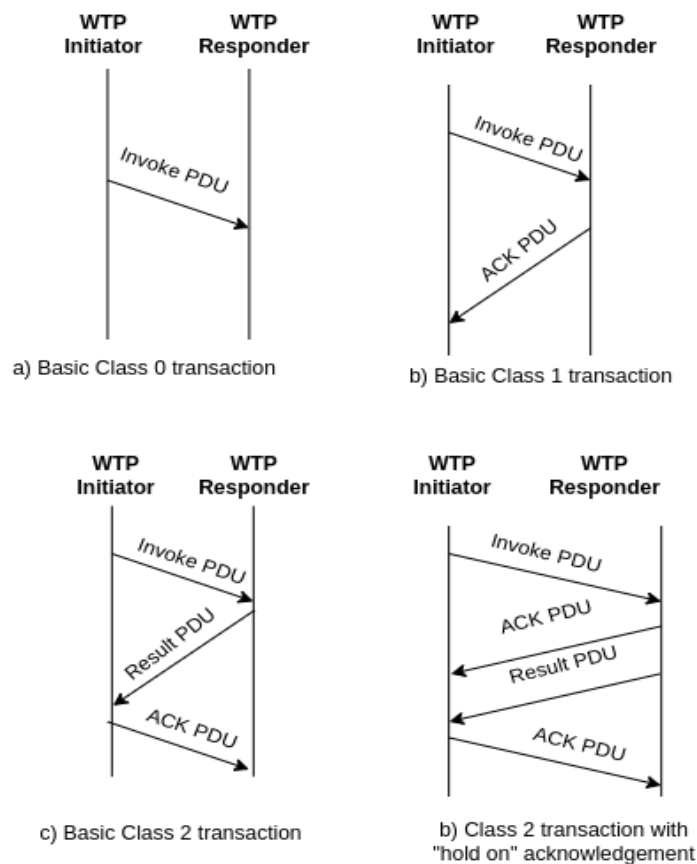 WTP
Initiator
WTP
Responder
Invoke PDU
a) Basic Class 0 transaction
WTP
Initiator
WTP
Responder
Invoke PDU
ACK PDU
b) Basic Class 1 transaction
WTP
Initiator
WTP
Responder
Invoke PDU
Result PDU
ACK PDU
c) Basic Class 2 transaction
WTP
Initiator
WTP
Responder
Invoke PDU
ACK PDU
Result PDU
ACK PDU
b) Class 2 transaction with
"hold on" acknowledgement